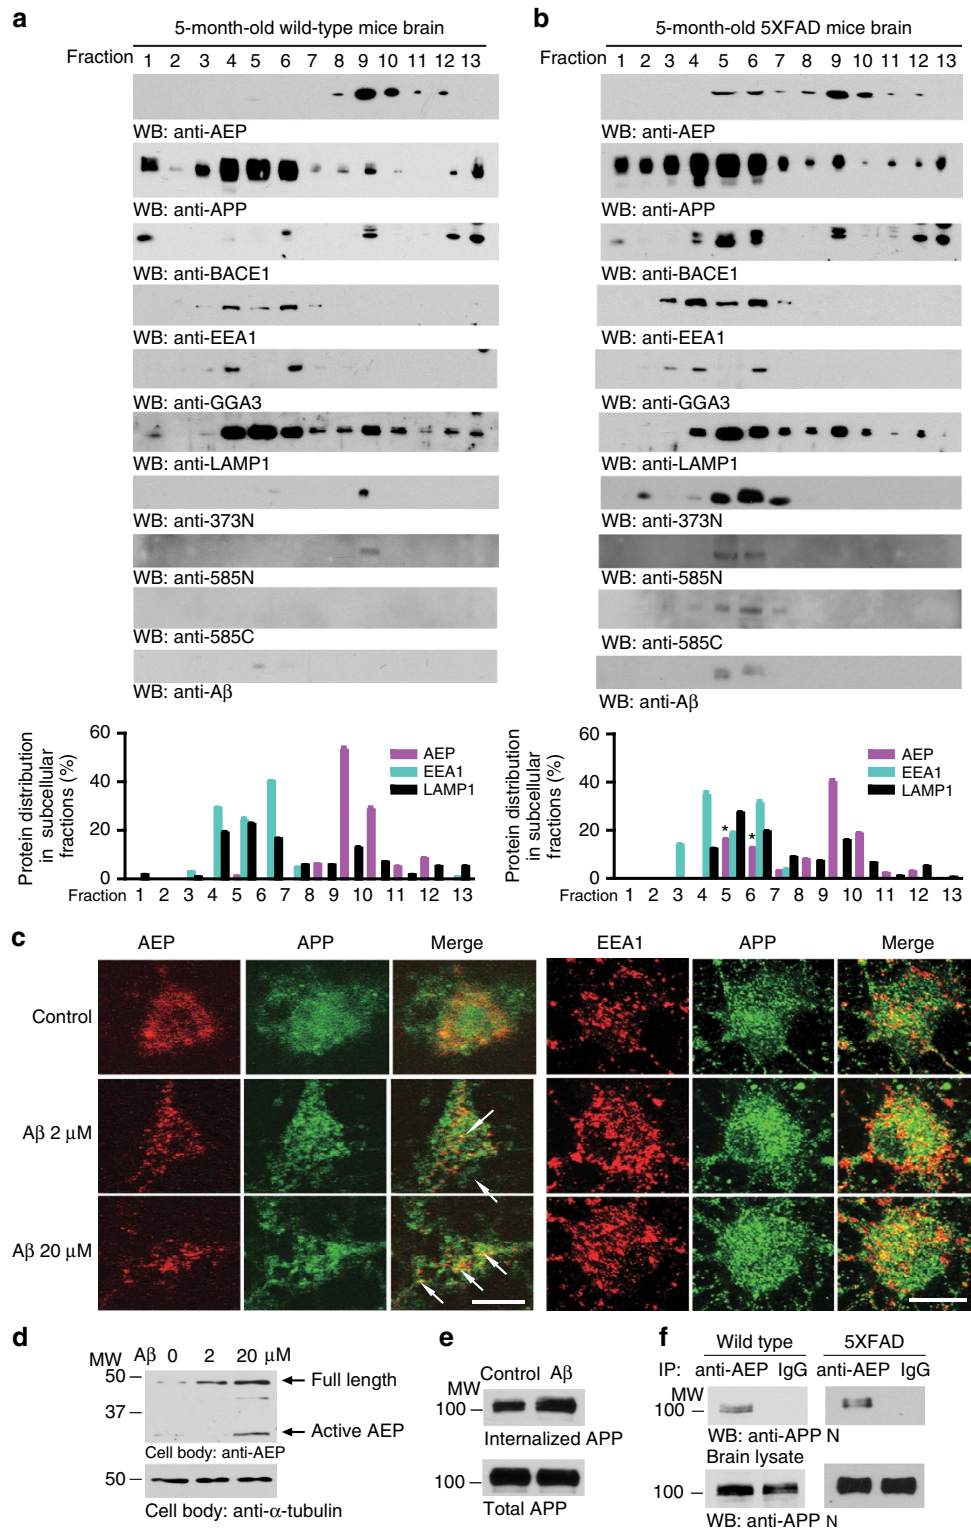 a
5-month-old wild-type mice brain
Fraction 1 2 3 4 5 6 7 8 9 10 11 12 13
WB: anti-AEP
WB: anti-APP
WB: anti-BACE1
WB: anti-EEA1
WB: anti-GGA3
WB: anti-LAMP1
WB: anti-373N
WB: anti-585N
WB: anti-585C
WB: anti-Aβ
Protein distribution
in subcellular
fractions (%)
60
40
20
0
AEP
EEA1
LAMP1
Fraction 1 2 3 4 5 6 7 8 9 10 11 12 13
b
5-month-old 5XFAD mice brain
Fraction 1 2 3 4 5 6 7 8 9 10 11 12 13
WB: anti-AEP
WB: anti-APP
WB: anti-BACE1
WB: anti-EEA1
WB: anti-GGA3
WB: anti-LAMP1
WB: anti-373N
WB: anti-585N
WB: anti-585C
WB: anti-Aβ
Protein distribution
in subcellular
fractions (%)
60
40
20
0
* *
AEP
EEA1
LAMP1
Fraction 1 2 3 4 5 6 7 8 9 10 11 12 13
c
AEP APP Merge EEA1 APP Merge
Control
Aβ 2 μM
Aβ 20 μM
d
MW Aβ 0 2 20 μM
50
Full length
37
Active AEP
Cell body: anti-AEP
50
Cell body: anti-α-tubulin
e
Control Aβ
MW
100
Internalized APP
100
Total APP
f
Wild type 5XFAD
IP: anti-AEP IgG anti-AEP IgG
MW
100
WB: anti-APP N
Brain lysate
100
WB: anti-APP N